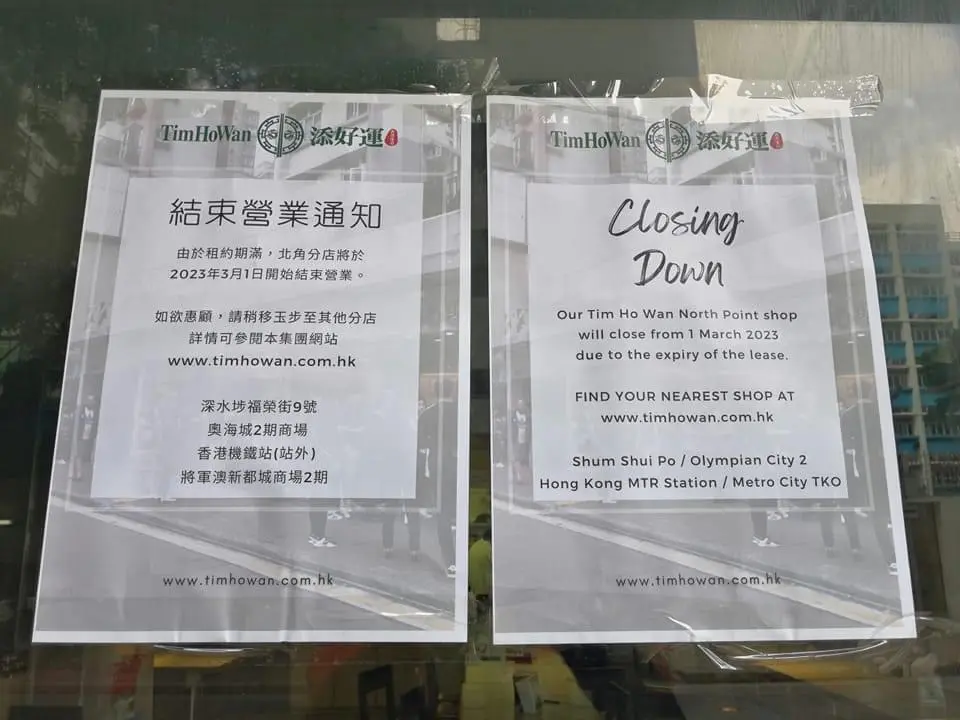 TimHoWan 添好運
結束營業通知
由於租約期滿，北角分店將於
2023年3月1日開始結束營業。
如欲惠顧，請稍移玉步至其他分店
詳情可參閱本集團網站
www.timhowan.com.hk
深水埗福榮街9號
奧海城2期商場
香港機鐵站(站外)
將軍澳新都城商場2期
www.timhowan.com.hk
TimHoWan 添好運
Closing
Down
Our Tim Ho Wan North Point shop
will close from 1 March 2023
due to the expiry of the lease.
FIND YOUR NEAREST SHOP AT
www.timhowan.com.hk
Shum Shui Po / Olympian City 2
Hong Kong MTR Station / Metro City TKO
www.timhowan.com.hk